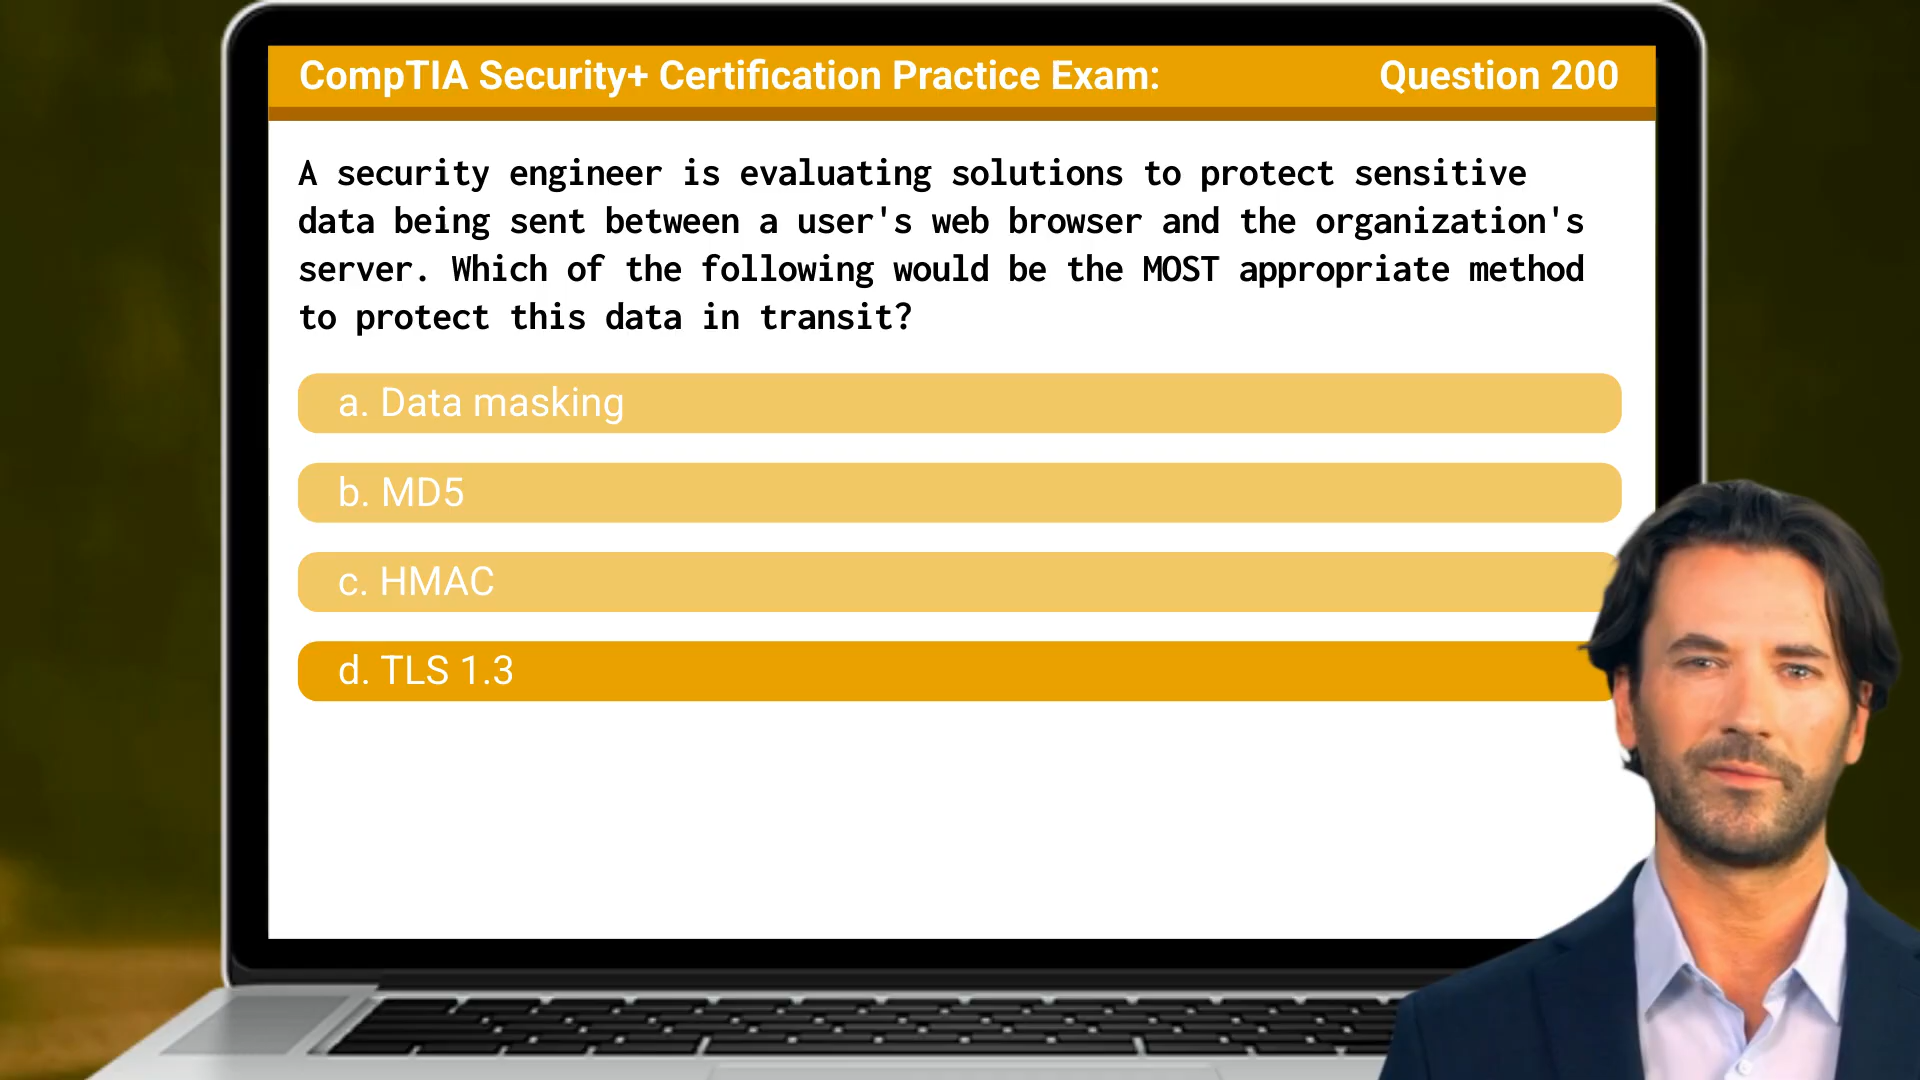 CompTIA Security+ Certification Practice Exam: Question 200
A security engineer is evaluating solutions to protect sensitive
data being sent between a user's web browser and the organization's
server. Which of the following would be the MOST appropriate method
to protect this data in transit?
a. Data masking
b. MD5
c. HMAC
d. TLS 1.3